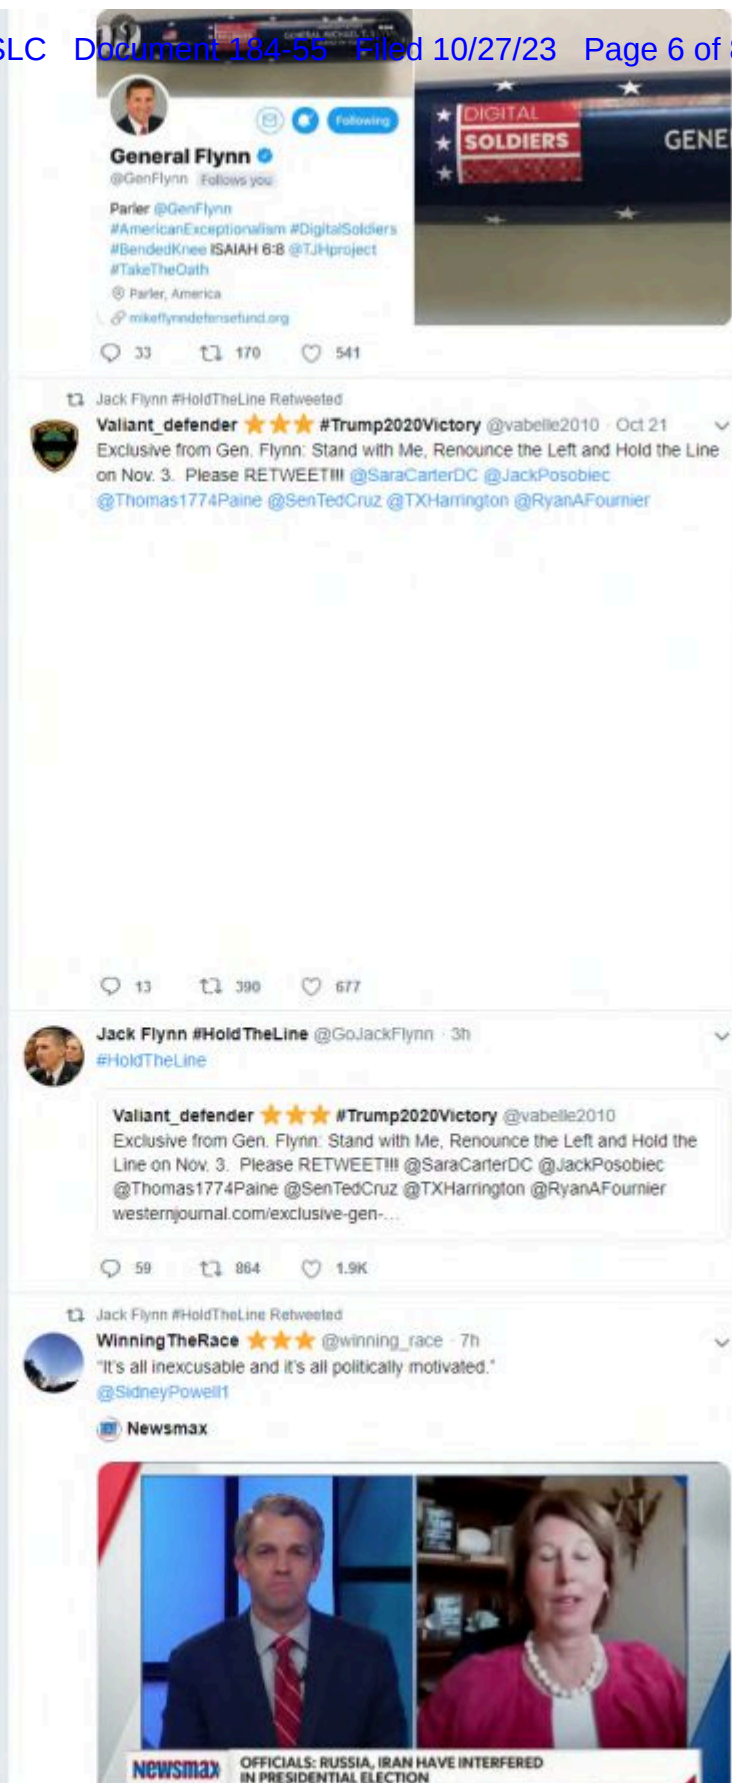 SLC Document 184-55 Filed 10/27/23 Page 6 of
DIGITAL
SOLDIERS
GENE
Following
General Flynn
@GenFlynn Follows you
Parler @GenFlynn
#AmericanExceptionalism #DigitalSoldiers
#BendedKnee ISAIAH 6:8 @TJHproject
#TakeTheOath
Parler, America
mikeflynndefensefund.org
33 170 541
Jack Flynn #HoldTheLine Retweeted
Valiant_defender ⭐⭐⭐ #Trump2020Victory @vabelle2010 · Oct 21
Exclusive from Gen. Flynn: Stand with Me, Renounce the Left and Hold the Line
on Nov. 3. Please RETWEET!!! @SaraCarterDC @JackPosobiec
@Thomas1774Paine @SenTedCruz @TXHarrington @RyanAFournier
13 390 677
Jack Flynn #HoldTheLine @GoJackFlynn · 3h
#HoldTheLine
Valiant_defender ⭐⭐⭐ #Trump2020Victory @vabelle2010
Exclusive from Gen. Flynn: Stand with Me, Renounce the Left and Hold the
Line on Nov. 3. Please RETWEET!!! @SaraCarterDC @JackPosobiec
@Thomas1774Paine @SenTedCruz @TXHarrington @RyanAFournier
westernjournal.com/exclusive-gen-...
59 864 1.9K
Jack Flynn #HoldTheLine Retweeted
WinningTheRace ⭐⭐⭐ @winning_race · 7h
"It's all inexcusable and it's all politically motivated."
@SidneyPowell1
Newsmax
newsmax OFFICIALS: RUSSIA, IRAN HAVE INTERFERED
IN PRESIDENTIAL ELECTION